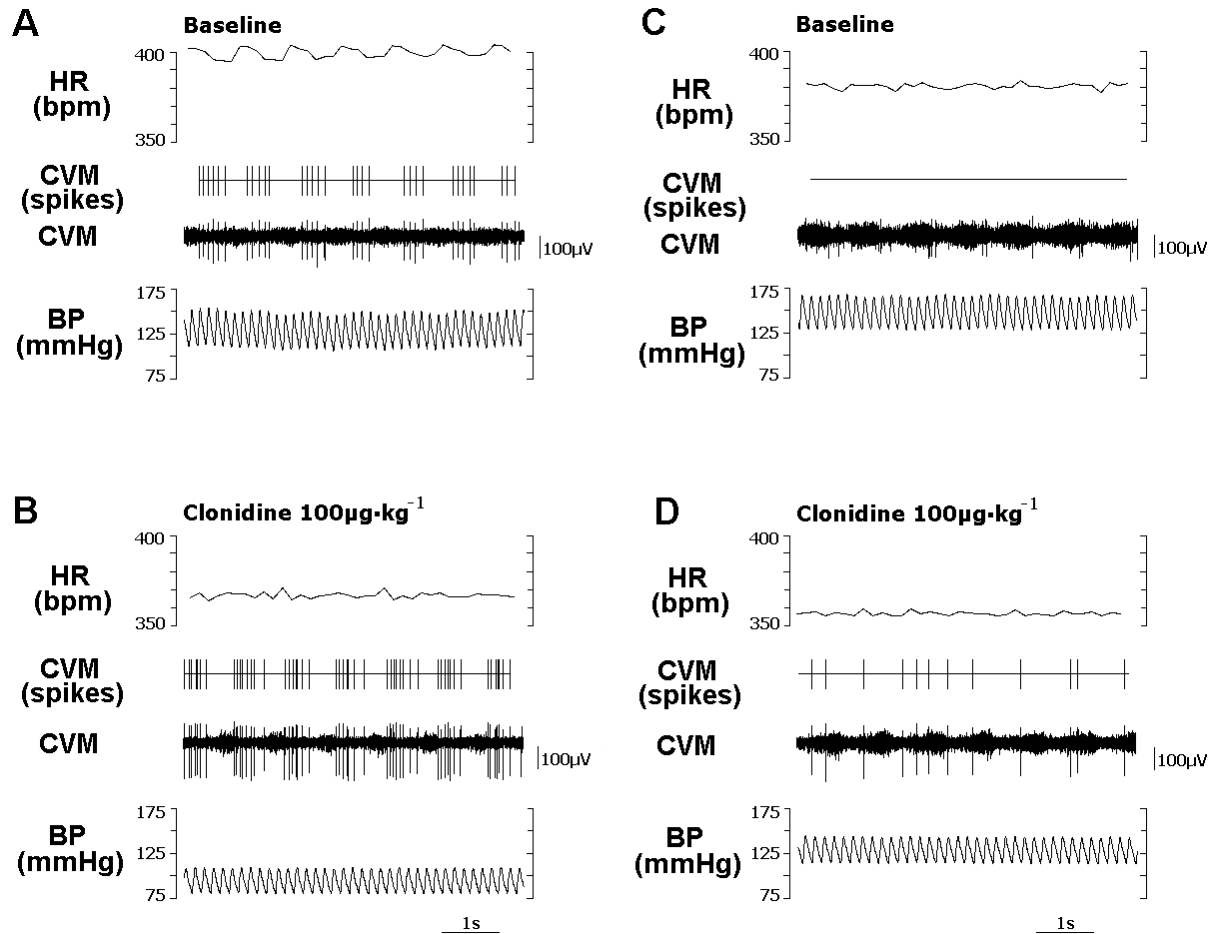 A
Baseline
400
HR
(bpm)
350
CVM
(spikes)
CVM
100µV
175
BP
125
(mmHg)
75
C
Baseline
400
HR
(bpm)
350
CVM
(spikes)
CVM
100µV
175
BP
125
(mmHg)
75
B
Clonidine 100µg·kg⁻¹
400
HR
(bpm)
350
CVM
(spikes)
CVM
100µV
175
BP
125
(mmHg)
75
1s
D
Clonidine 100µg·kg⁻¹
400
HR
(bpm)
350
CVM
(spikes)
CVM
100µV
175
BP
125
(mmHg)
75
1s